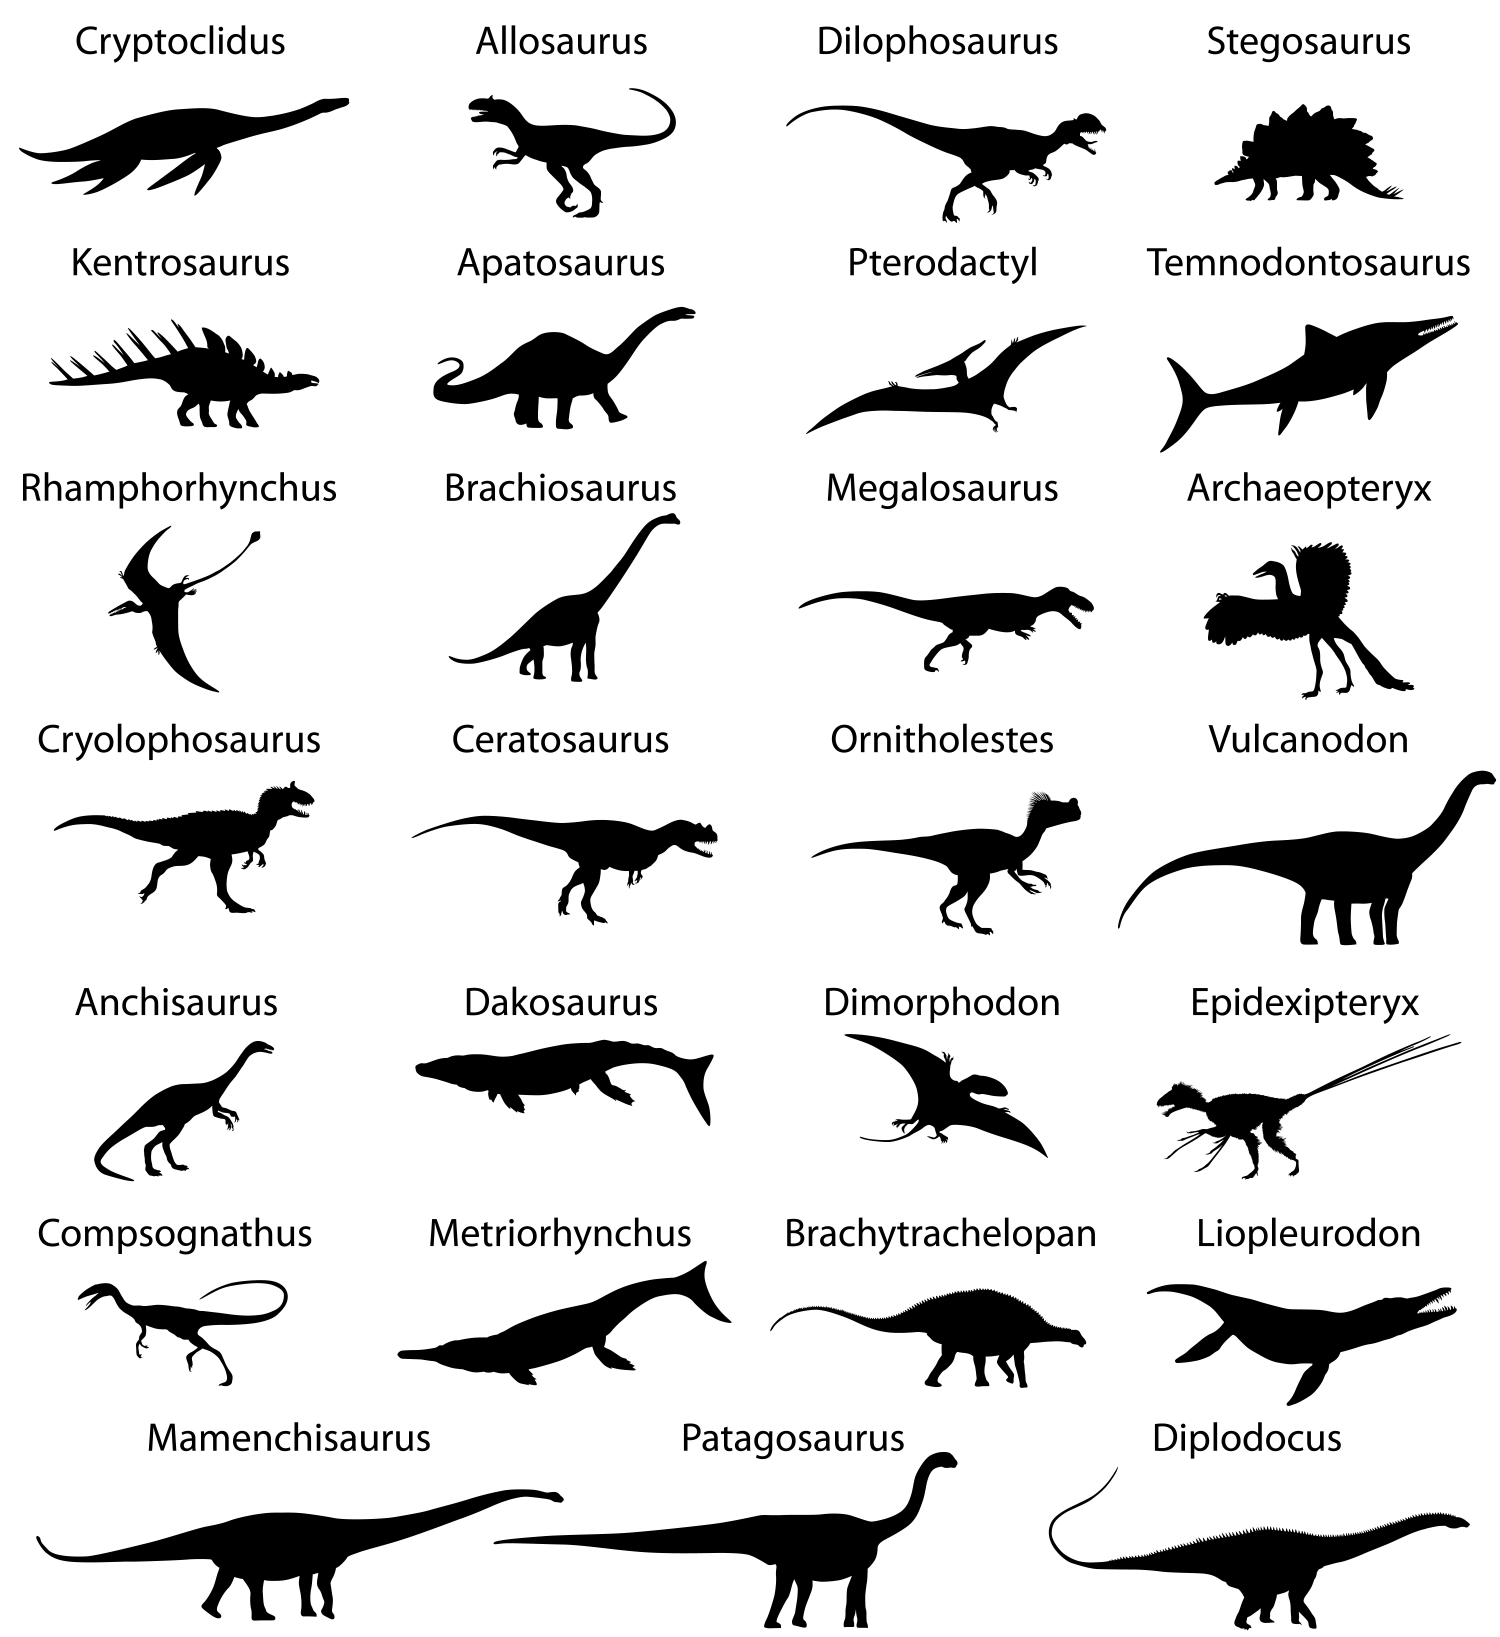 Cryptoclidus
Allosaurus
Dilophosaurus
Stegosaurus
Kentrosaurus
Apatosaurus
Pterodactyl
Temnodontosaurus
Rhamphorhynchus
Brachiosaurus
Megalosaurus
Archaeopteryx
Cryolophosaurus
Ceratosaurus
Ornitholestes
Vulcanodon
Anchisaurus
Dakosaurus
Dimorphodon
Epidexipteryx
Compsognathus
Metriorhynchus
Brachytrachelopan
Liopleurodon
Mamenchisaurus
Patagosaurus
Diplodocus